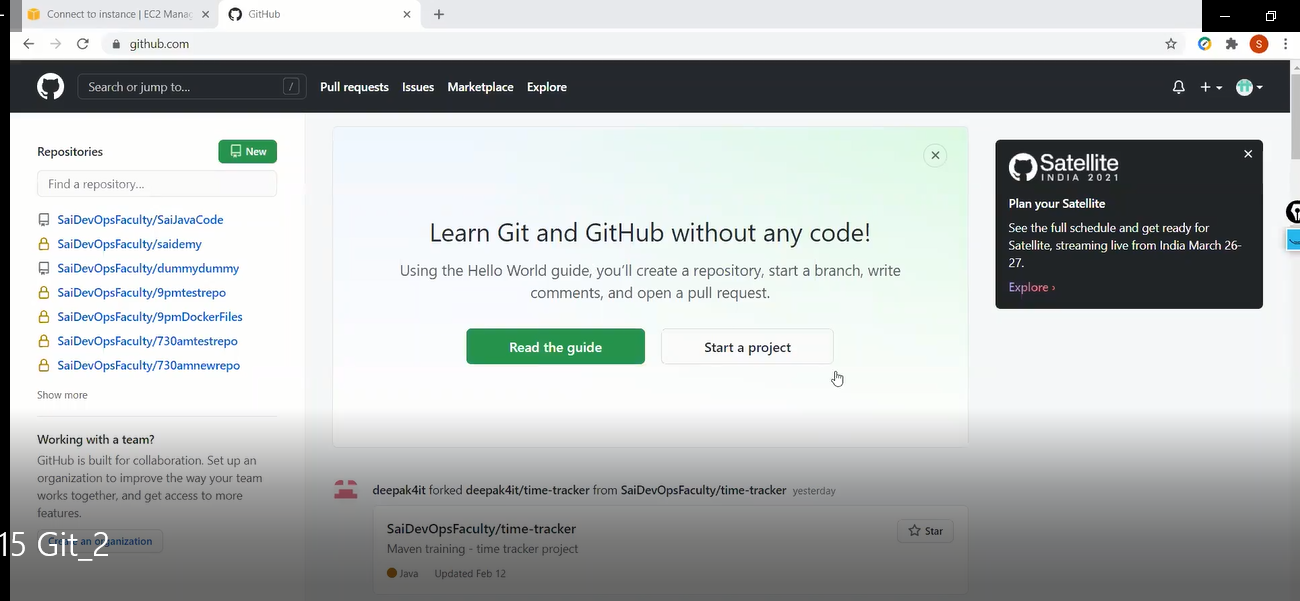 Connect to instance | EC2 Manag
GitHub
github.com
S
Search or jump to...
/
Pull requests
Issues
Marketplace
Explore
Repositories
New
Find a repository...
SaiDevOpsFaculty/SaiJavaCode
SaiDevOpsFaculty/saidemy
SaiDevOpsFaculty/dummydummy
SaiDevOpsFaculty/9pmtestrepo
SaiDevOpsFaculty/9pmDockerFiles
SaiDevOpsFaculty/730amtestrepo
SaiDevOpsFaculty/730amnewrepo
Show more
Working with a team?
GitHub is built for collaboration. Set up an
organization to improve the way your team
works together, and get access to more
features.
Create an organization
15 Git_2
Learn Git and GitHub without any code!
Using the Hello World guide, you’ll create a repository, start a branch, write
comments, and open a pull request.
Read the guide
Start a project
deepak4it forked deepak4it/time-tracker from SaiDevOpsFaculty/time-tracker yesterday
SaiDevOpsFaculty/time-tracker
Star
Maven training - time tracker project
Java Updated Feb 12
Satellite
INDIA 2021
Plan your Satellite
See the full schedule and get ready for
Satellite, streaming live from India March 26-
27.
Explore ›